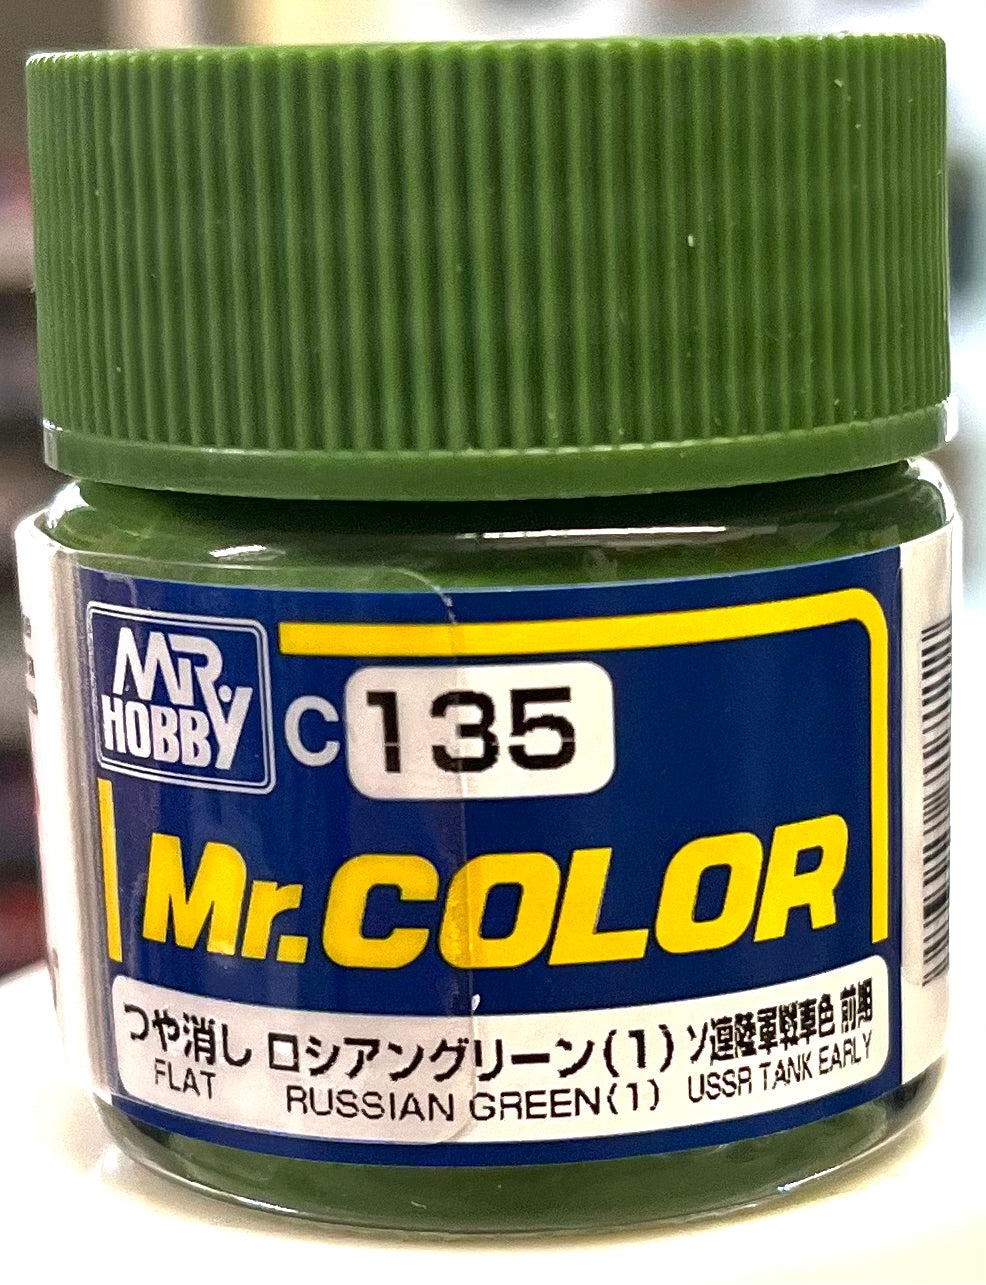 MR.
HOBBY
C 135
Mr.COLOR
つや消し ロシアングリーン(1) ソ連陸軍戦車色 前期
FLAT RUSSIAN GREEN(1) USSR TANK EARLY